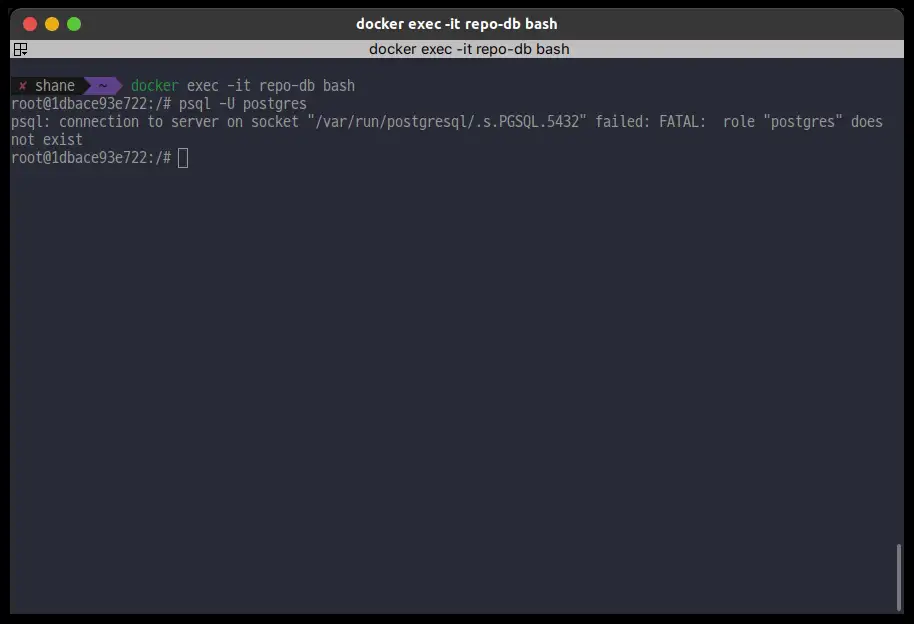 docker exec -it repo-db bash
docker exec -it repo-db bash
✘ shane ~ docker exec -it repo-db bash
root@1dbace93e722:/# psql -U postgres
psql: connection to server on socket "/var/run/postgresql/.s.PGSQL.5432" failed: FATAL:  role "postgres" does
not exist
root@1dbace93e722:/#